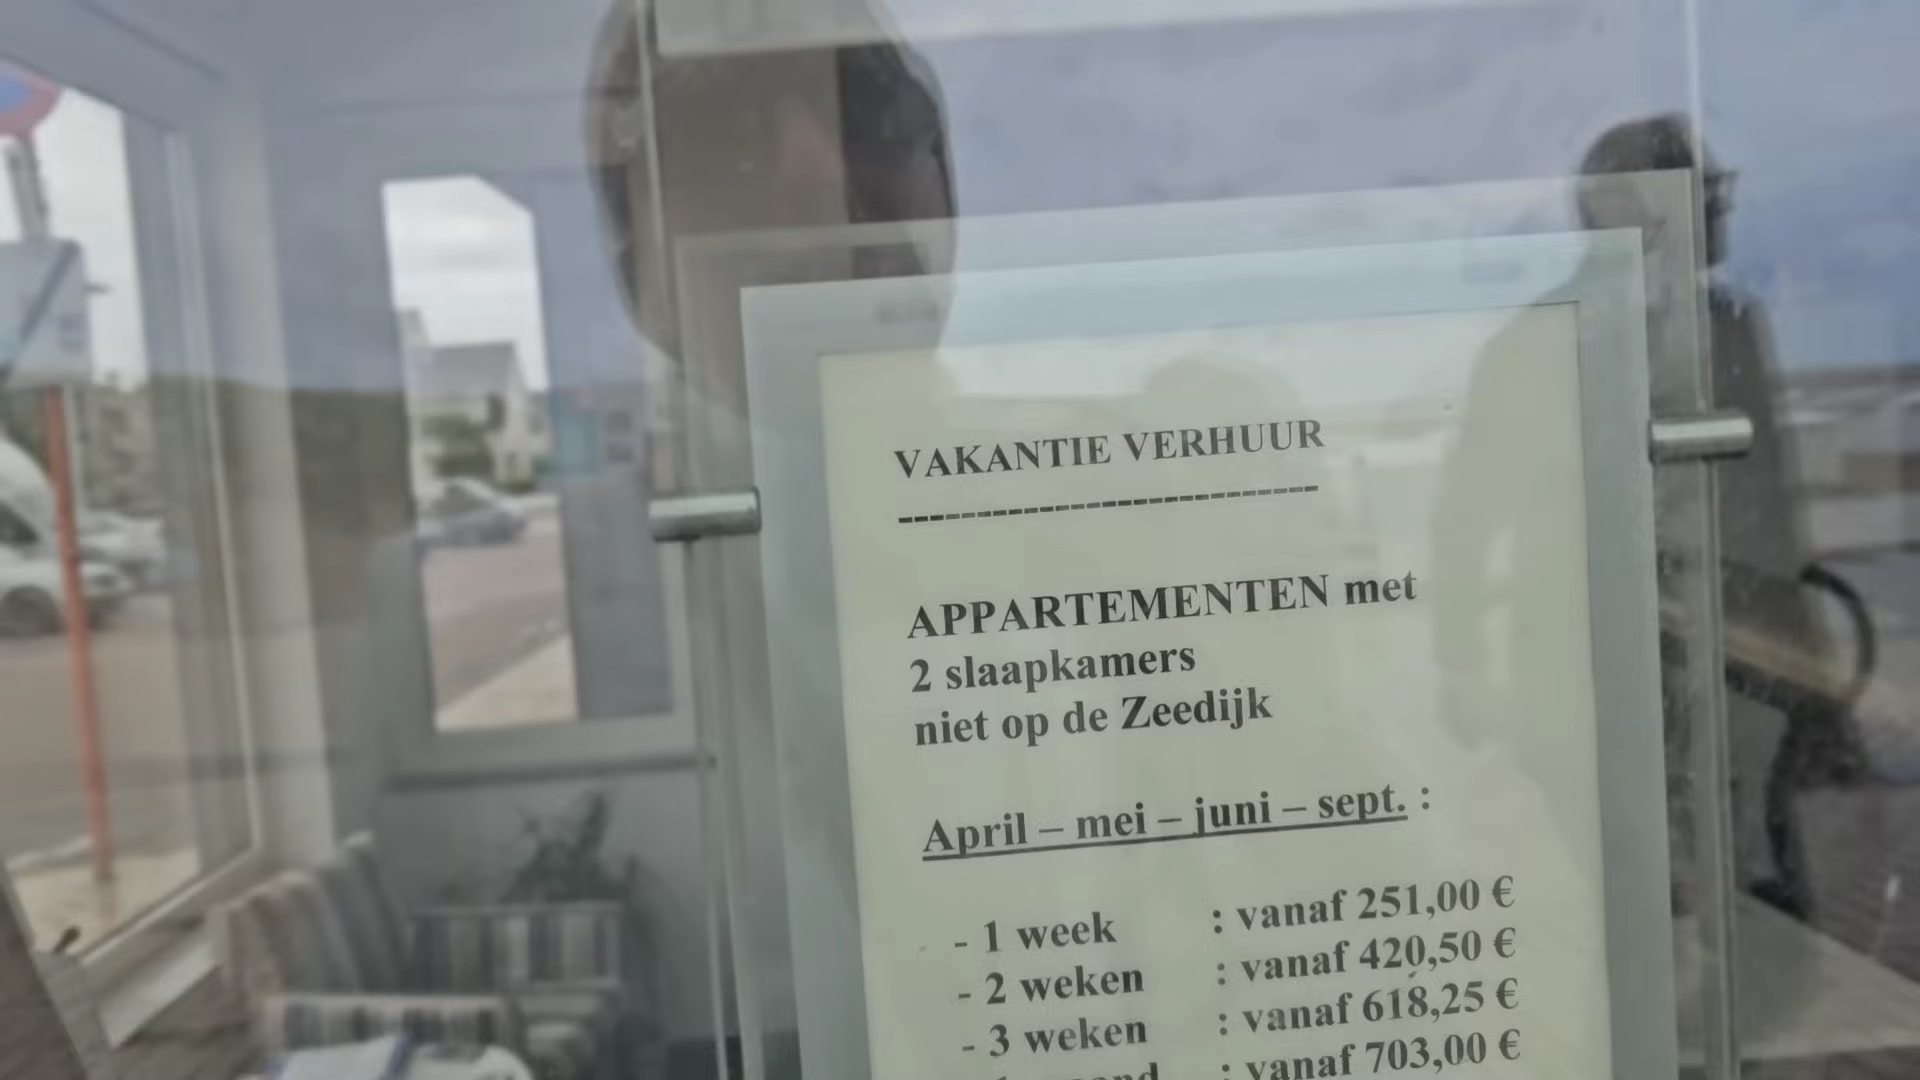 VAKANTIE VERHUUR
---------------------------
APPARTEMENTEN met
2 slaapkamers
niet op de Zeedijk
April – mei – juni – sept. :
- 1 week : vanaf 251,00 €
- 2 weken : vanaf 420,50 €
- 3 weken : vanaf 618,25 €
: vanaf 703,00 €